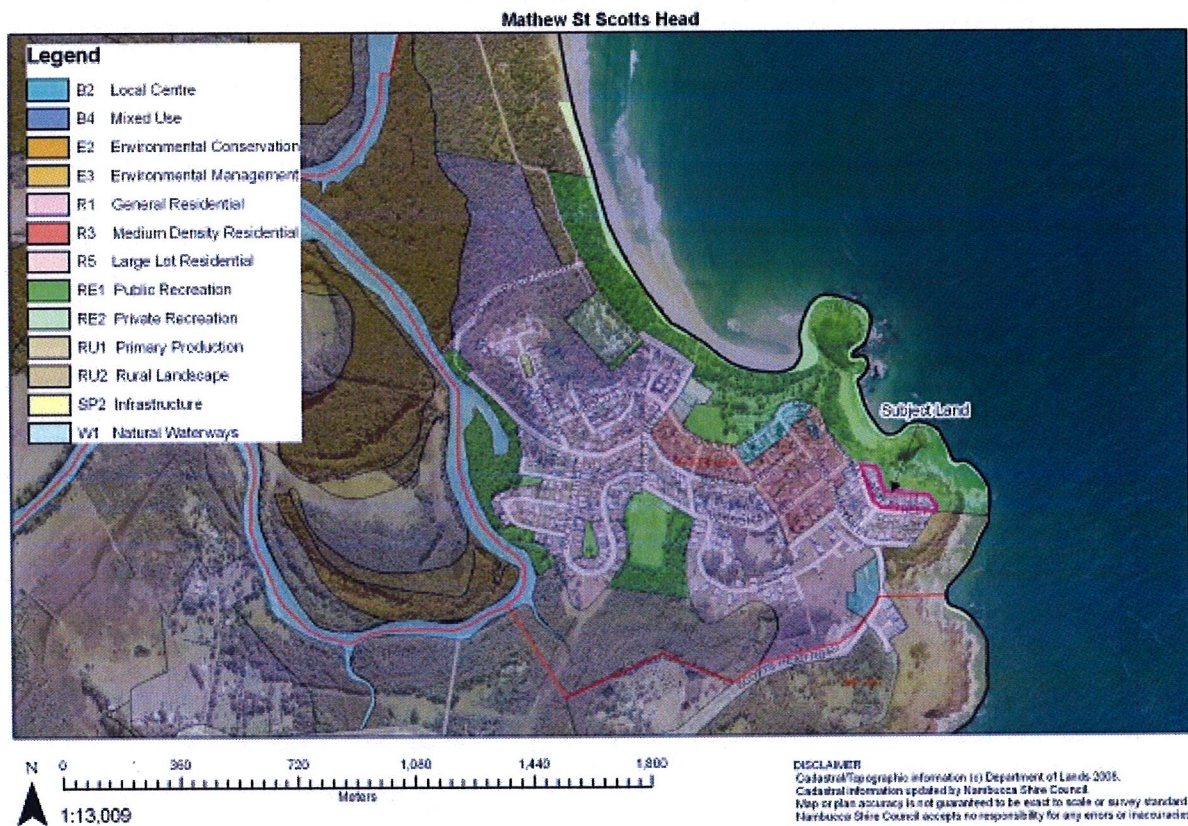 Mathew St Scotts Head
Legend
B2 Local Centre
B4 Mixed Use
E2 Environmental Conservation
E3 Environmental Management
R1 General Residential
R3 Medium Density Residential
R5 Large Lot Residential
RE1 Public Recreation
RE2 Private Recreation
RU1 Primary Production
RU2 Rural Landscape
SP2 Infrastructure
W1 Natural Waterways
Subject Land
N
0 360 720 1,080 1,440 1,800
Meters
1:13,009
DISCLAIMER
Cadastral/Topographic information (c) Department of Lands 2008.
Cadastral information updated by Nambucca Shire Council.
Map or plan accuracy is not guaranteed to be exact to scale or survey standard
Nambucca Shire Council accepts no responsibility for any errors or inaccuracies